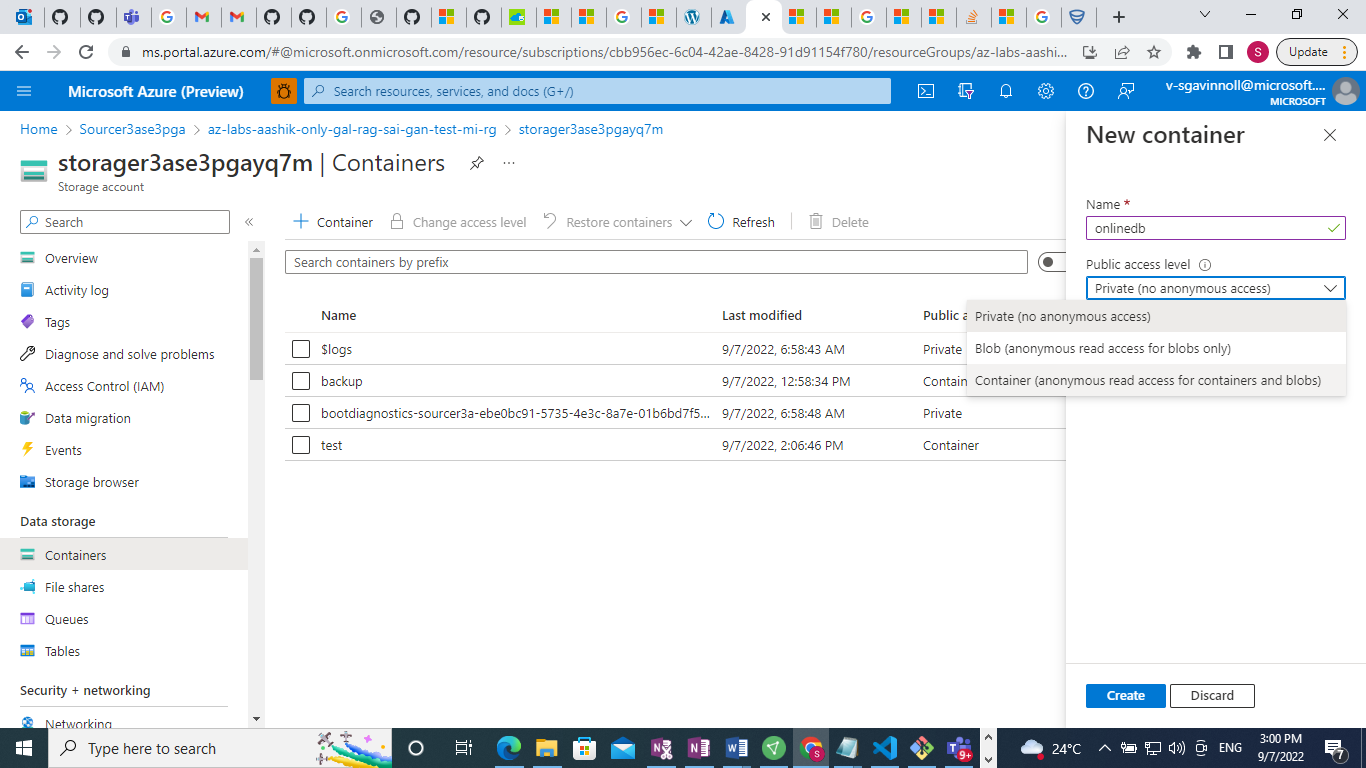 ms.portal.azure.com/#@microsoft.onmicrosoft.com/resource/subscriptions/cbb956ec-6c04-42ae-8428-91d91154f780/resourceGroups/az-labs-aashi...
S
Update
Microsoft Azure (Preview)
Search resources, services, and docs (G+/)
v-sgavinnoll@microsoft....
MICROSOFT
Home > Sourcer3ase3pga > az-labs-aashik-only-gal-rag-sai-gan-test-mi-rg > storager3ase3pgayq7m
storager3ase3pgayq7m | Containers
Storage account
Search
Overview
Activity log
Tags
Diagnose and solve problems
Access Control (IAM)
Data migration
Events
Storage browser
Data storage
Containers
File shares
Queues
Tables
Security + networking
Networking
Container
Change access level
Restore containers
Refresh
Delete
Search containers by prefix
Name Last modified Public a
$logs 9/7/2022, 6:58:43 AM Private
backup 9/7/2022, 12:58:34 PM Contain
bootdiagnostics-sourcer3a-ebe0bc91-5735-4e3c-8a7e-01b6bd7f5... 9/7/2022, 6:58:48 AM Private
test 9/7/2022, 2:06:46 PM Container
New container
Name *
onlinedb
Public access level
Private (no anonymous access)
Private (no anonymous access)
Blob (anonymous read access for blobs only)
Container (anonymous read access for containers and blobs)
Create
Discard
Type here to search
24°C
ENG
3:00 PM
9/7/2022
7